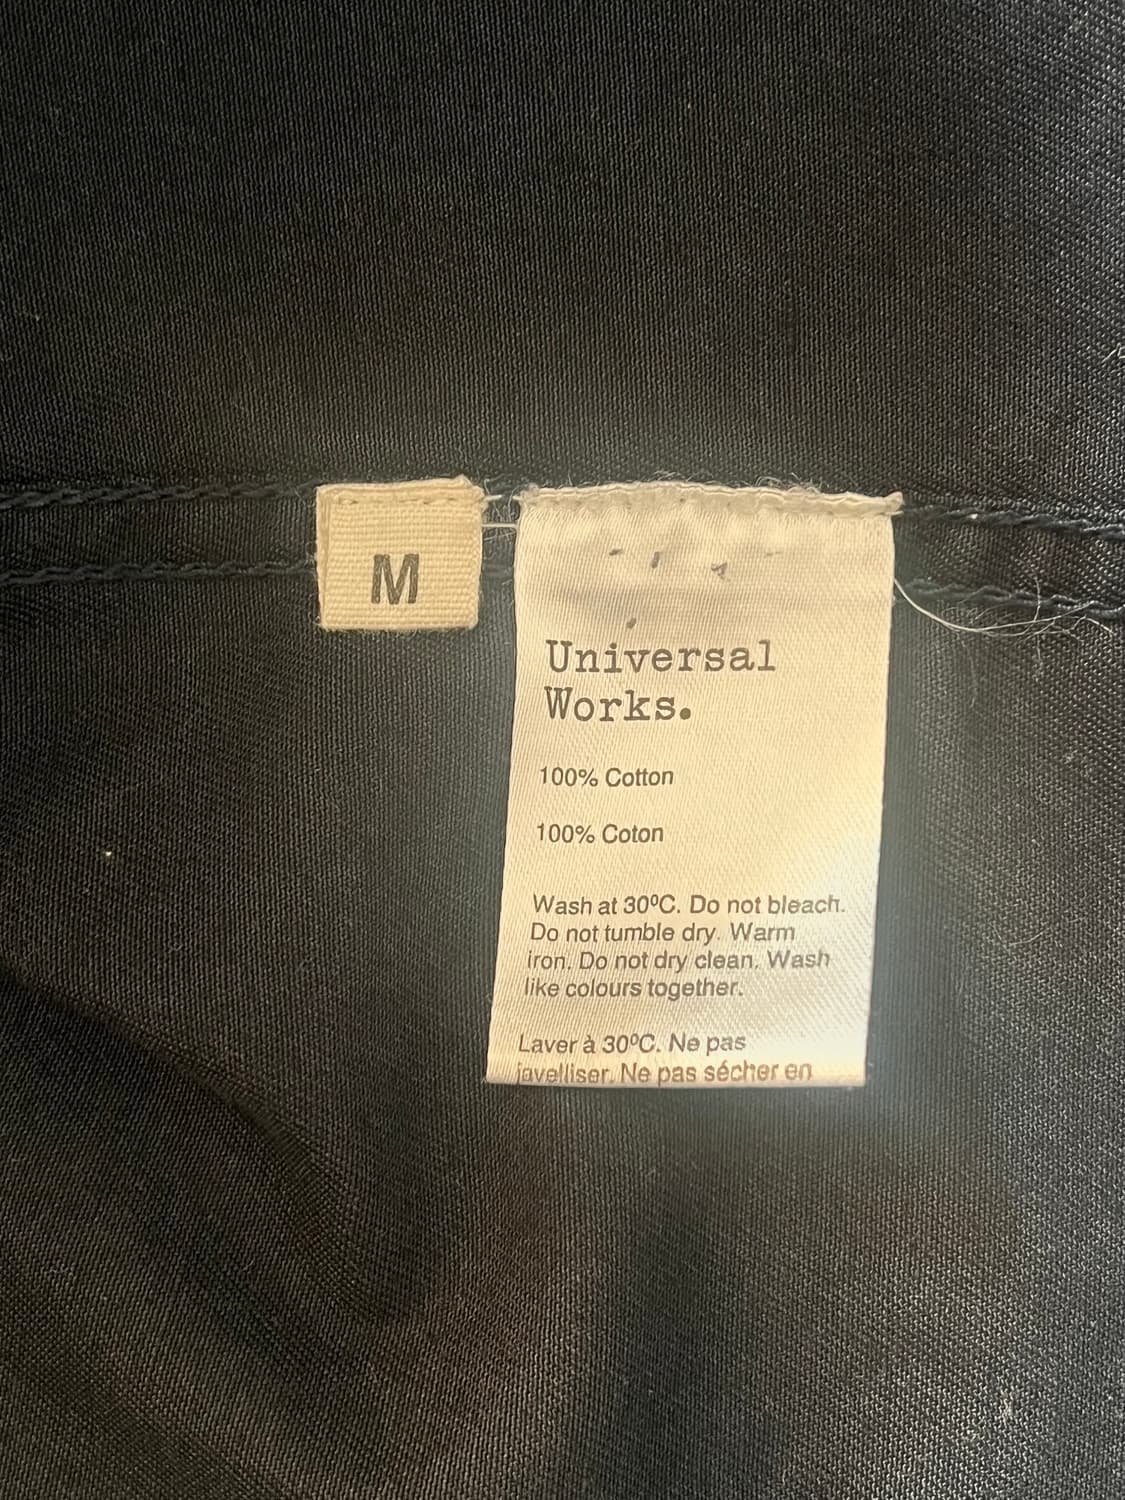 M
Universal
Works.
100% Cotton
100% Coton
Wash at 30ºC. Do not bleach.
Do not tumble dry. Warm
iron. Do not dry clean. Wash
like colours together.
Laver à 30ºC. Ne pas
javelliser. Ne pas sécher en